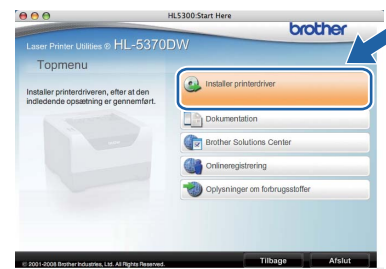 HL5300:Start Here
brother
Laser Printer Utilities © HL-5370DW
Topmenu
Installer printerdriveren, efter at den
indledende opsætning er gennemført.
Installer printerdriver
Dokumentation
Brother Solutions Center
Onlineregistrering
Oplysninger om forbrugsstoffer
© 2001-2008 Brother Industries, Ltd. All Rights Reserved.
Tilbage
Afslut